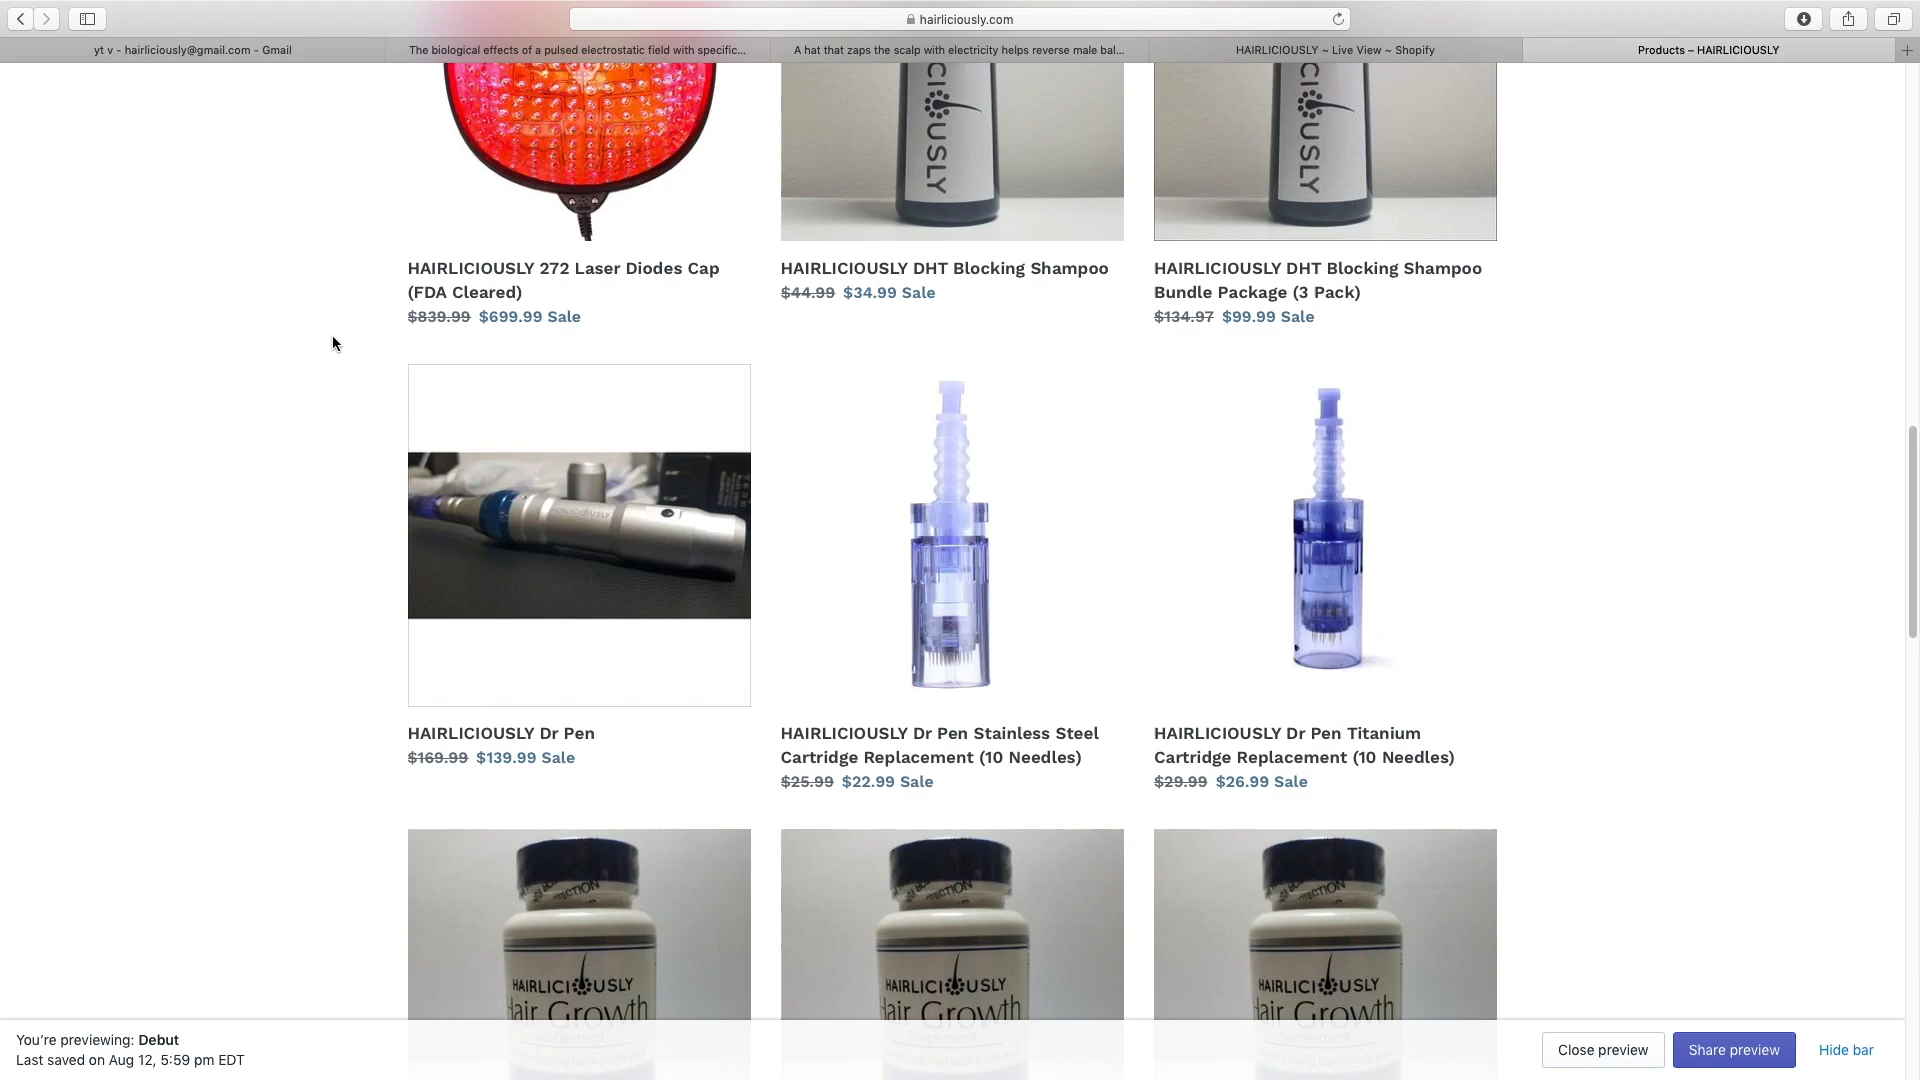 hairliciously.com
yt v - hairliciously@gmail.com - Gmail
The biological effects of a pulsed electrostatic field with specific...
A hat that zaps the scalp with electricity helps reverse male bal...
HAIRLICIOUSLY ~ Live View ~ Shopify
Products – HAIRLICIOUSLY
HAIRLICIOUSLY 272 Laser Diodes Cap
(FDA Cleared)
$839.99 $699.99 Sale
HAIRLICIOUSLY DHT Blocking Shampoo
$44.99 $34.99 Sale
HAIRLICIOUSLY DHT Blocking Shampoo
Bundle Package (3 Pack)
$134.97 $99.99 Sale
HAIRLICIOUSLY
HAIRLICIOUSLY Dr Pen
$169.99 $139.99 Sale
HAIRLICIOUSLY Dr Pen Stainless Steel
Cartridge Replacement (10 Needles)
$25.99 $22.99 Sale
HAIRLICIOUSLY Dr Pen Titanium
Cartridge Replacement (10 Needles)
$29.99 $26.99 Sale
HAIRLICIOUSLY
Hair Growth
Supplement
HAIRLICIOUSLY
Hair Growth
Supplement
HAIRLICIOUSLY
Hair Growth
Supplement
You're previewing: Debut
Last saved on Aug 12, 5:59 pm EDT
Close preview
Share preview
Hide bar